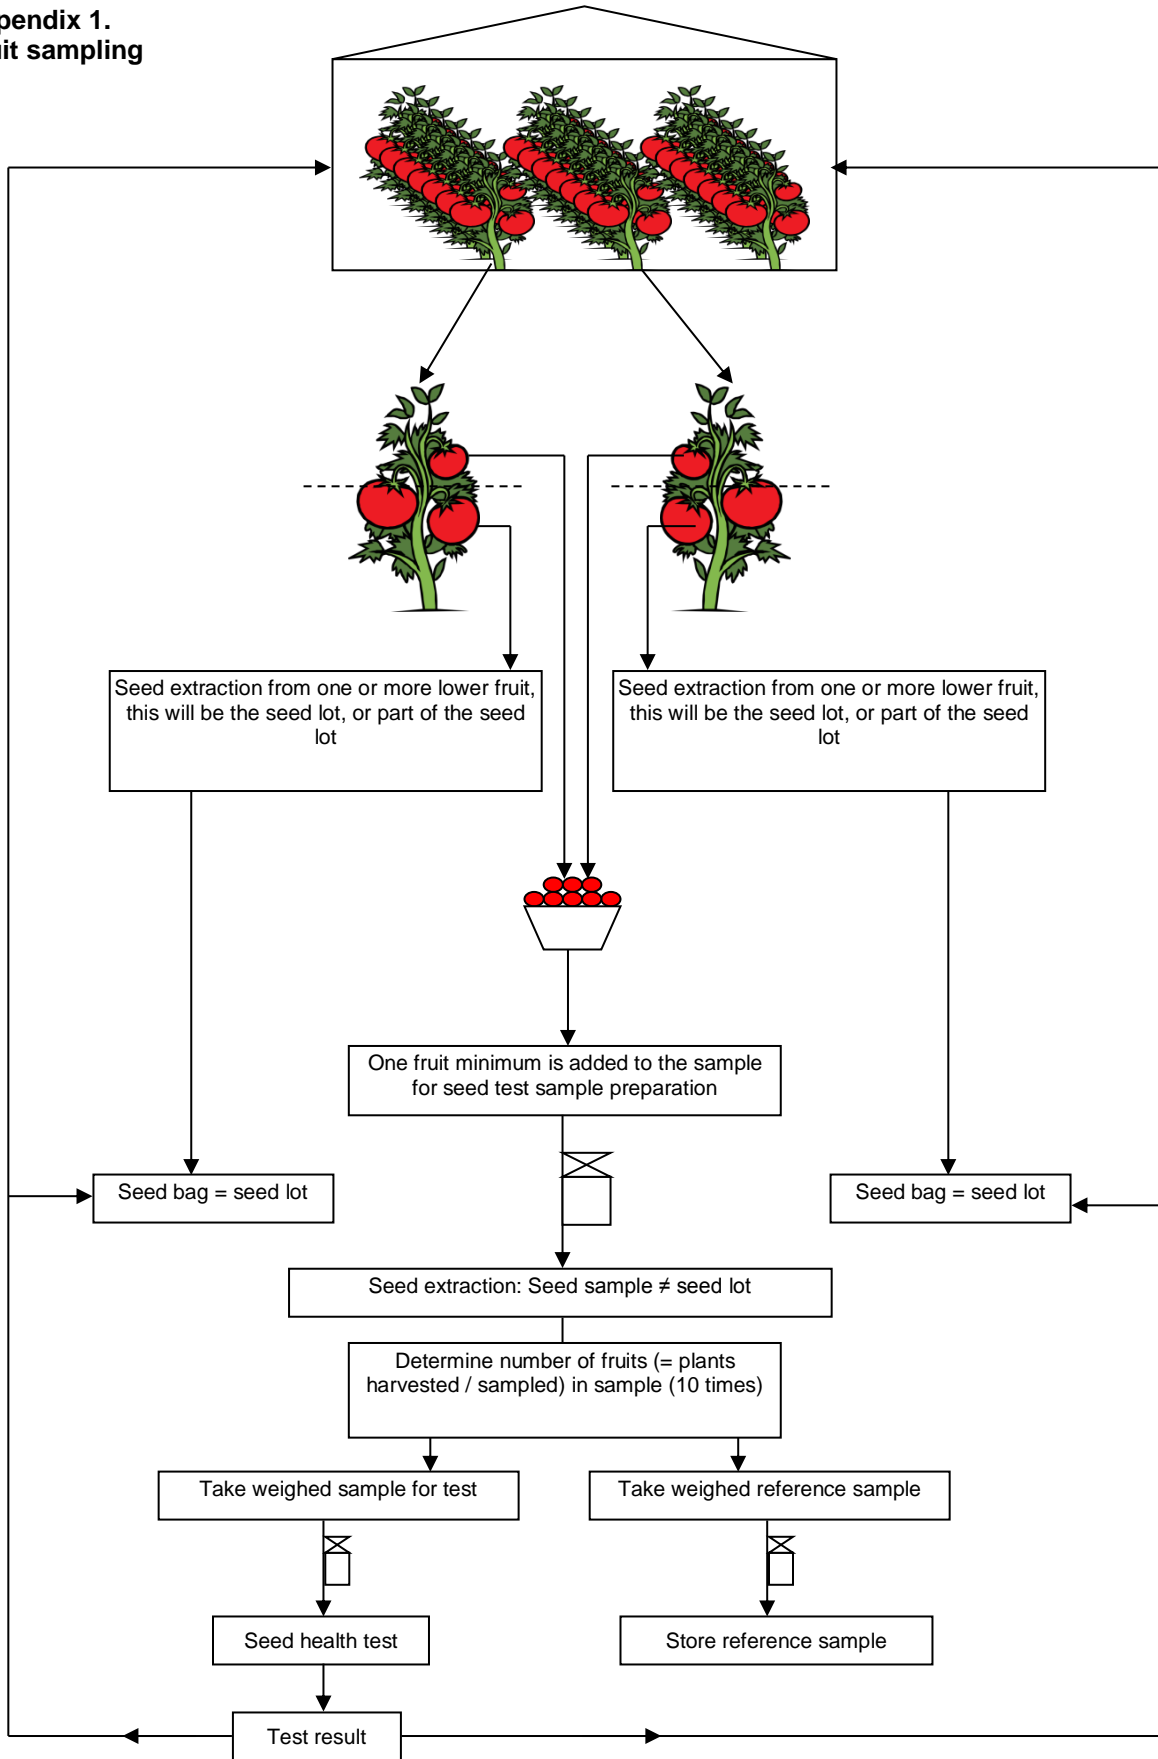 pendix 1.
uit sampling
Seed extraction from one or more lower fruit,
this will be the seed lot, or part of the seed
lot
Seed extraction from one or more lower fruit,
this will be the seed lot, or part of the seed
lot
One fruit minimum is added to the sample
for seed test sample preparation
Seed bag = seed lot
Seed bag = seed lot
Seed extraction: Seed sample ≠ seed lot
Determine number of fruits (= plants
harvested / sampled) in sample (10 times)
Take weighed sample for test
Take weighed reference sample
Seed health test
Store reference sample
Test result